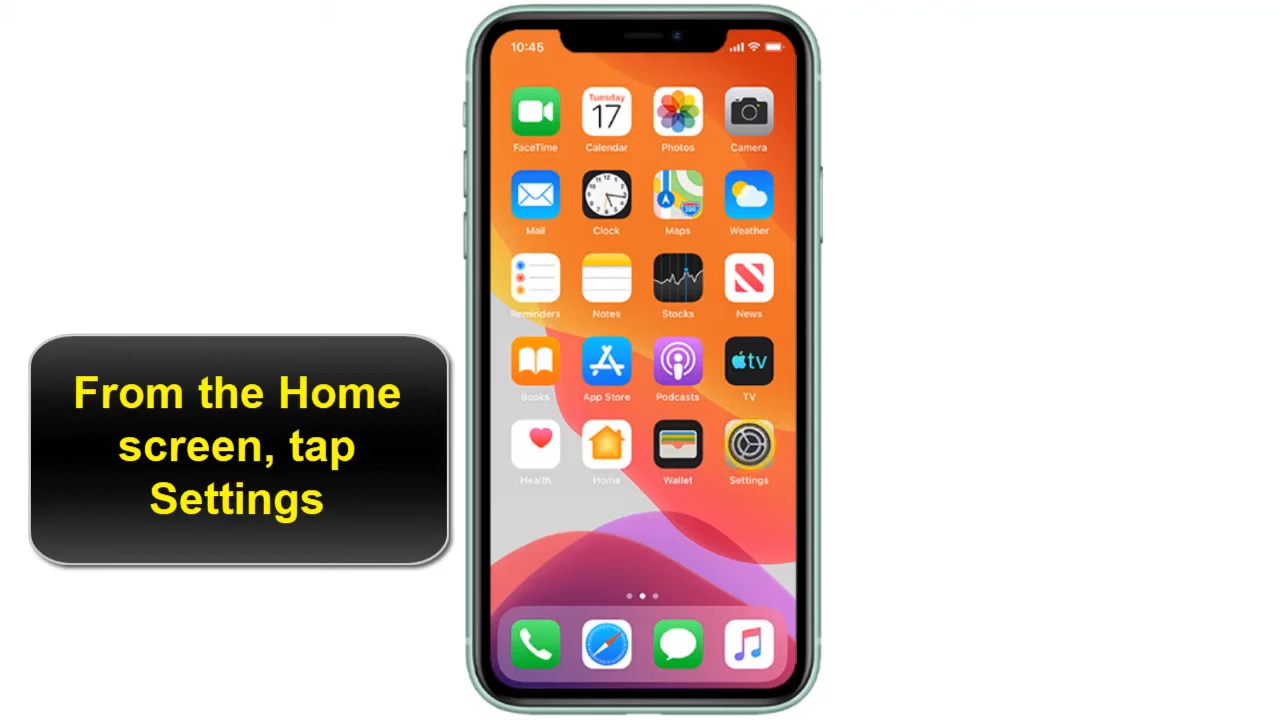 10:45
Tuesday
17
FaceTime Calendar Photos Camera
Mail Clock Maps Weather
Reminders Notes Stocks News
tv
Books App Store Podcasts TV
Health Home Wallet Settings
From the Home
screen, tap
Settings